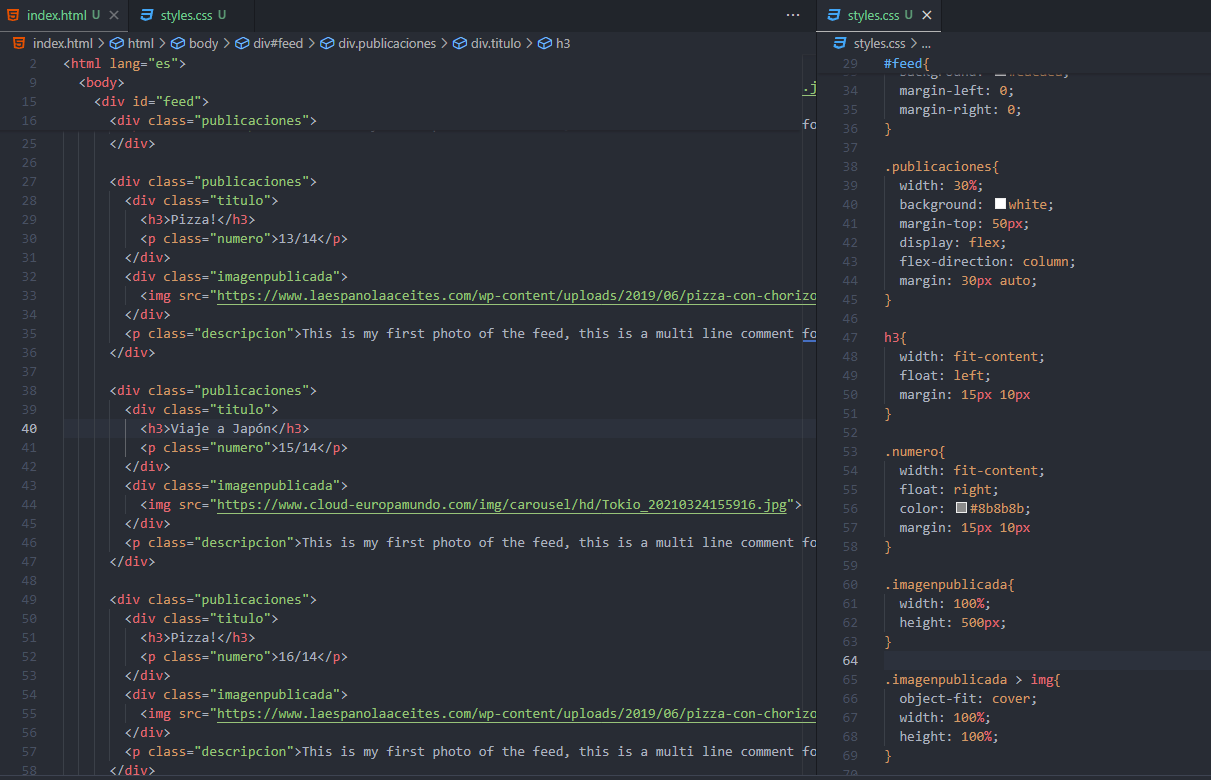 index.html U
styles.css U
index.html > html > body > div#feed > div.publicaciones > div.titulo > h3
2 <html lang="es">
9 <body>
15 <div id="feed">
16 <div class="publicaciones">
25 </div>
26
27 <div class="publicaciones">
28 <div class="titulo">
29 <h3>Pizza!</h3>
30 <p class="numero">13/14</p>
31 </div>
32 <div class="imagenpublicada">
33 <img src="https://www.laespanolaaceites.com/wp-content/uploads/2019/06/pizza-con-chorizo
34 </div>
35 <p class="descripcion">This is my first photo of the feed, this is a multi line comment fo
36 </div>
37
38 <div class="publicaciones">
39 <div class="titulo">
40 <h3>Viaje a Japón</h3>
41 <p class="numero">15/14</p>
42 </div>
43 <div class="imagenpublicada">
44 <img src="https://www.cloud-europamundo.com/img/carousel/hd/Tokio_20210324155916.jpg">
45 </div>
46 <p class="descripcion">This is my first photo of the feed, this is a multi line comment fo
47 </div>
48
49 <div class="publicaciones">
50 <div class="titulo">
51 <h3>Pizza!</h3>
52 <p class="numero">16/14</p>
53 </div>
54 <div class="imagenpublicada">
55 <img src="https://www.laespanolaaceites.com/wp-content/uploads/2019/06/pizza-con-chorizo
56 </div>
57 <p class="descripcion">This is my first photo of the feed, this is a multi line comment fo
58 </div>
.j
fo
styles.css U
styles.css > ...
29 #feed{
34 margin-left: 0;
35 margin-right: 0;
36 }
37
38 .publicaciones{
39 width: 30%;
40 background: white;
41 margin-top: 50px;
42 display: flex;
43 flex-direction: column;
44 margin: 30px auto;
45 }
46
47 h3{
48 width: fit-content;
49 float: left;
50 margin: 15px 10px
51 }
52
53 .numero{
54 width: fit-content;
55 float: right;
56 color: #8b8b8b;
57 margin: 15px 10px
58 }
59
60 .imagenpublicada{
61 width: 100%;
62 height: 500px;
63 }
64
65 .imagenpublicada > img{
66 object-fit: cover;
67 width: 100%;
68 height: 100%;
69 }
70